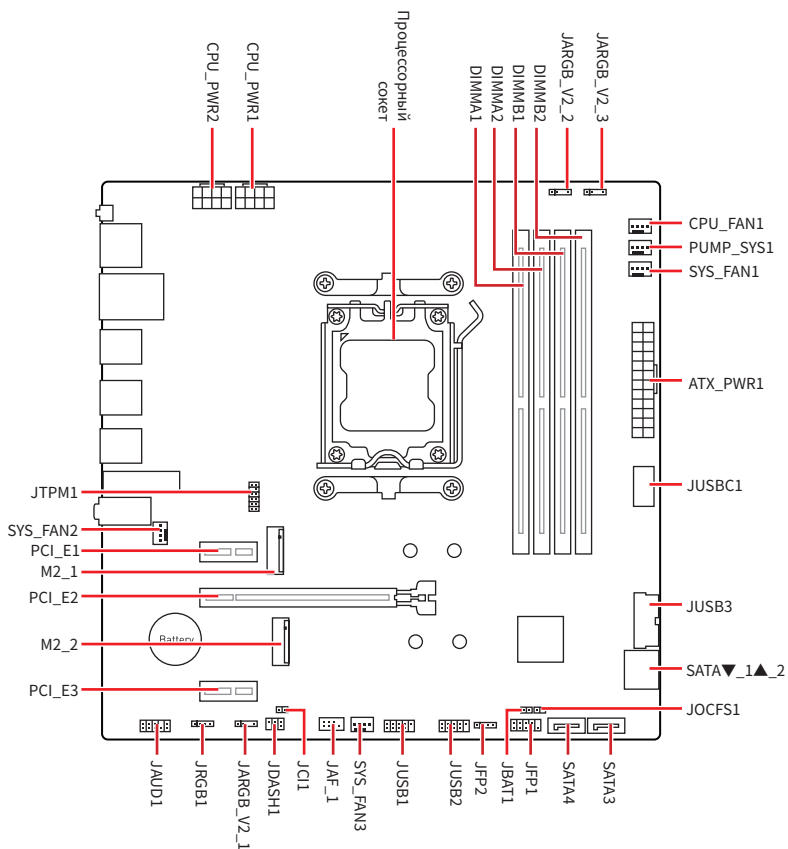 CPU_PWR2
CPU_PWR1
Процессорный
сокет
DIMMA1
DIMMA2
DIMMB1
DIMMB2
JARGB_V2_2
JARGB_V2_3
CPU_FAN1
PUMP_SYS1
SYS_FAN1
ATX_PWR1
JUSBC1
JUSB3
SATA▼_1▲_2
JOCFS1
JTPM1
SYS_FAN2
PCI_E1
M2_1
PCI_E2
Battery
M2_2
PCI_E3
JAUD1
JRGB1
JARGB_V2_1
JDASH1
JCI1
JAF_1
SYS_FAN3
JUSB1
JUSB2
JFP2
JBAT1
JFP1
SATA4
SATA3